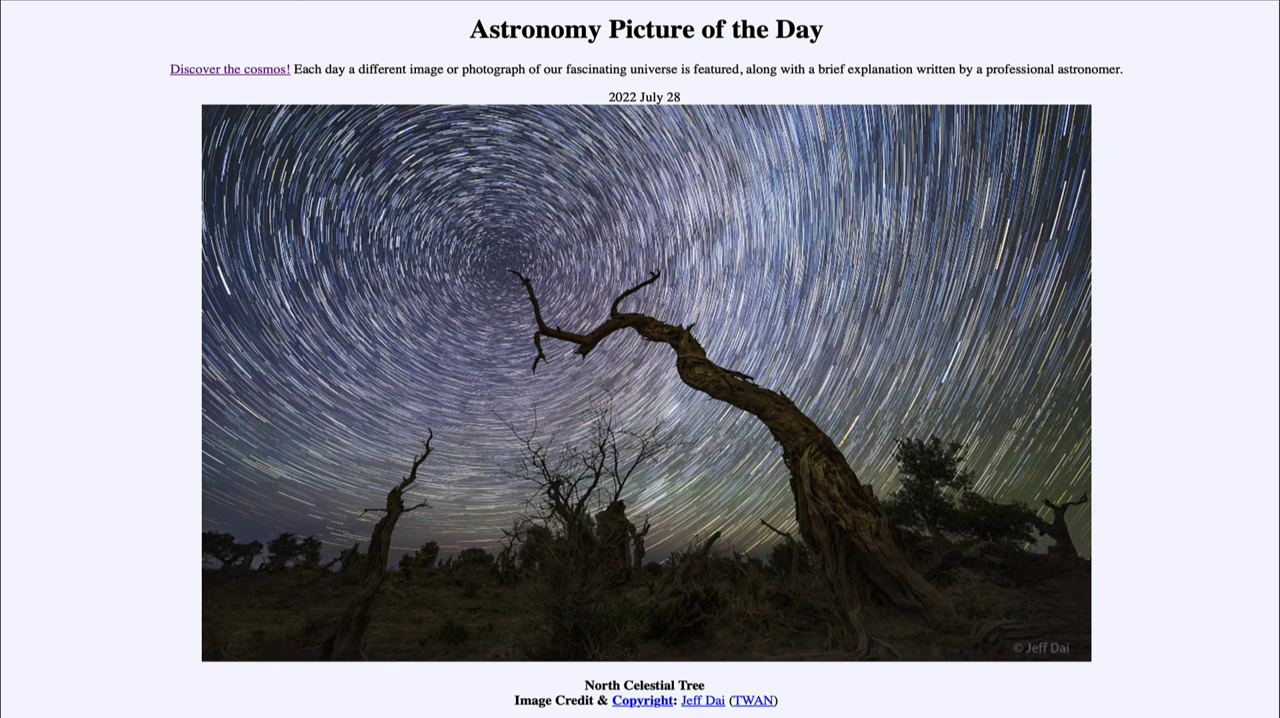 Astronomy Picture of the Day
Discover the cosmos! Each day a different image or photograph of our fascinating universe is featured, along with a brief explanation written by a professional astronomer.
2022 July 28
© Jeff Dai
North Celestial Tree
Image Credit & Copyright: Jeff Dai (TWAN)